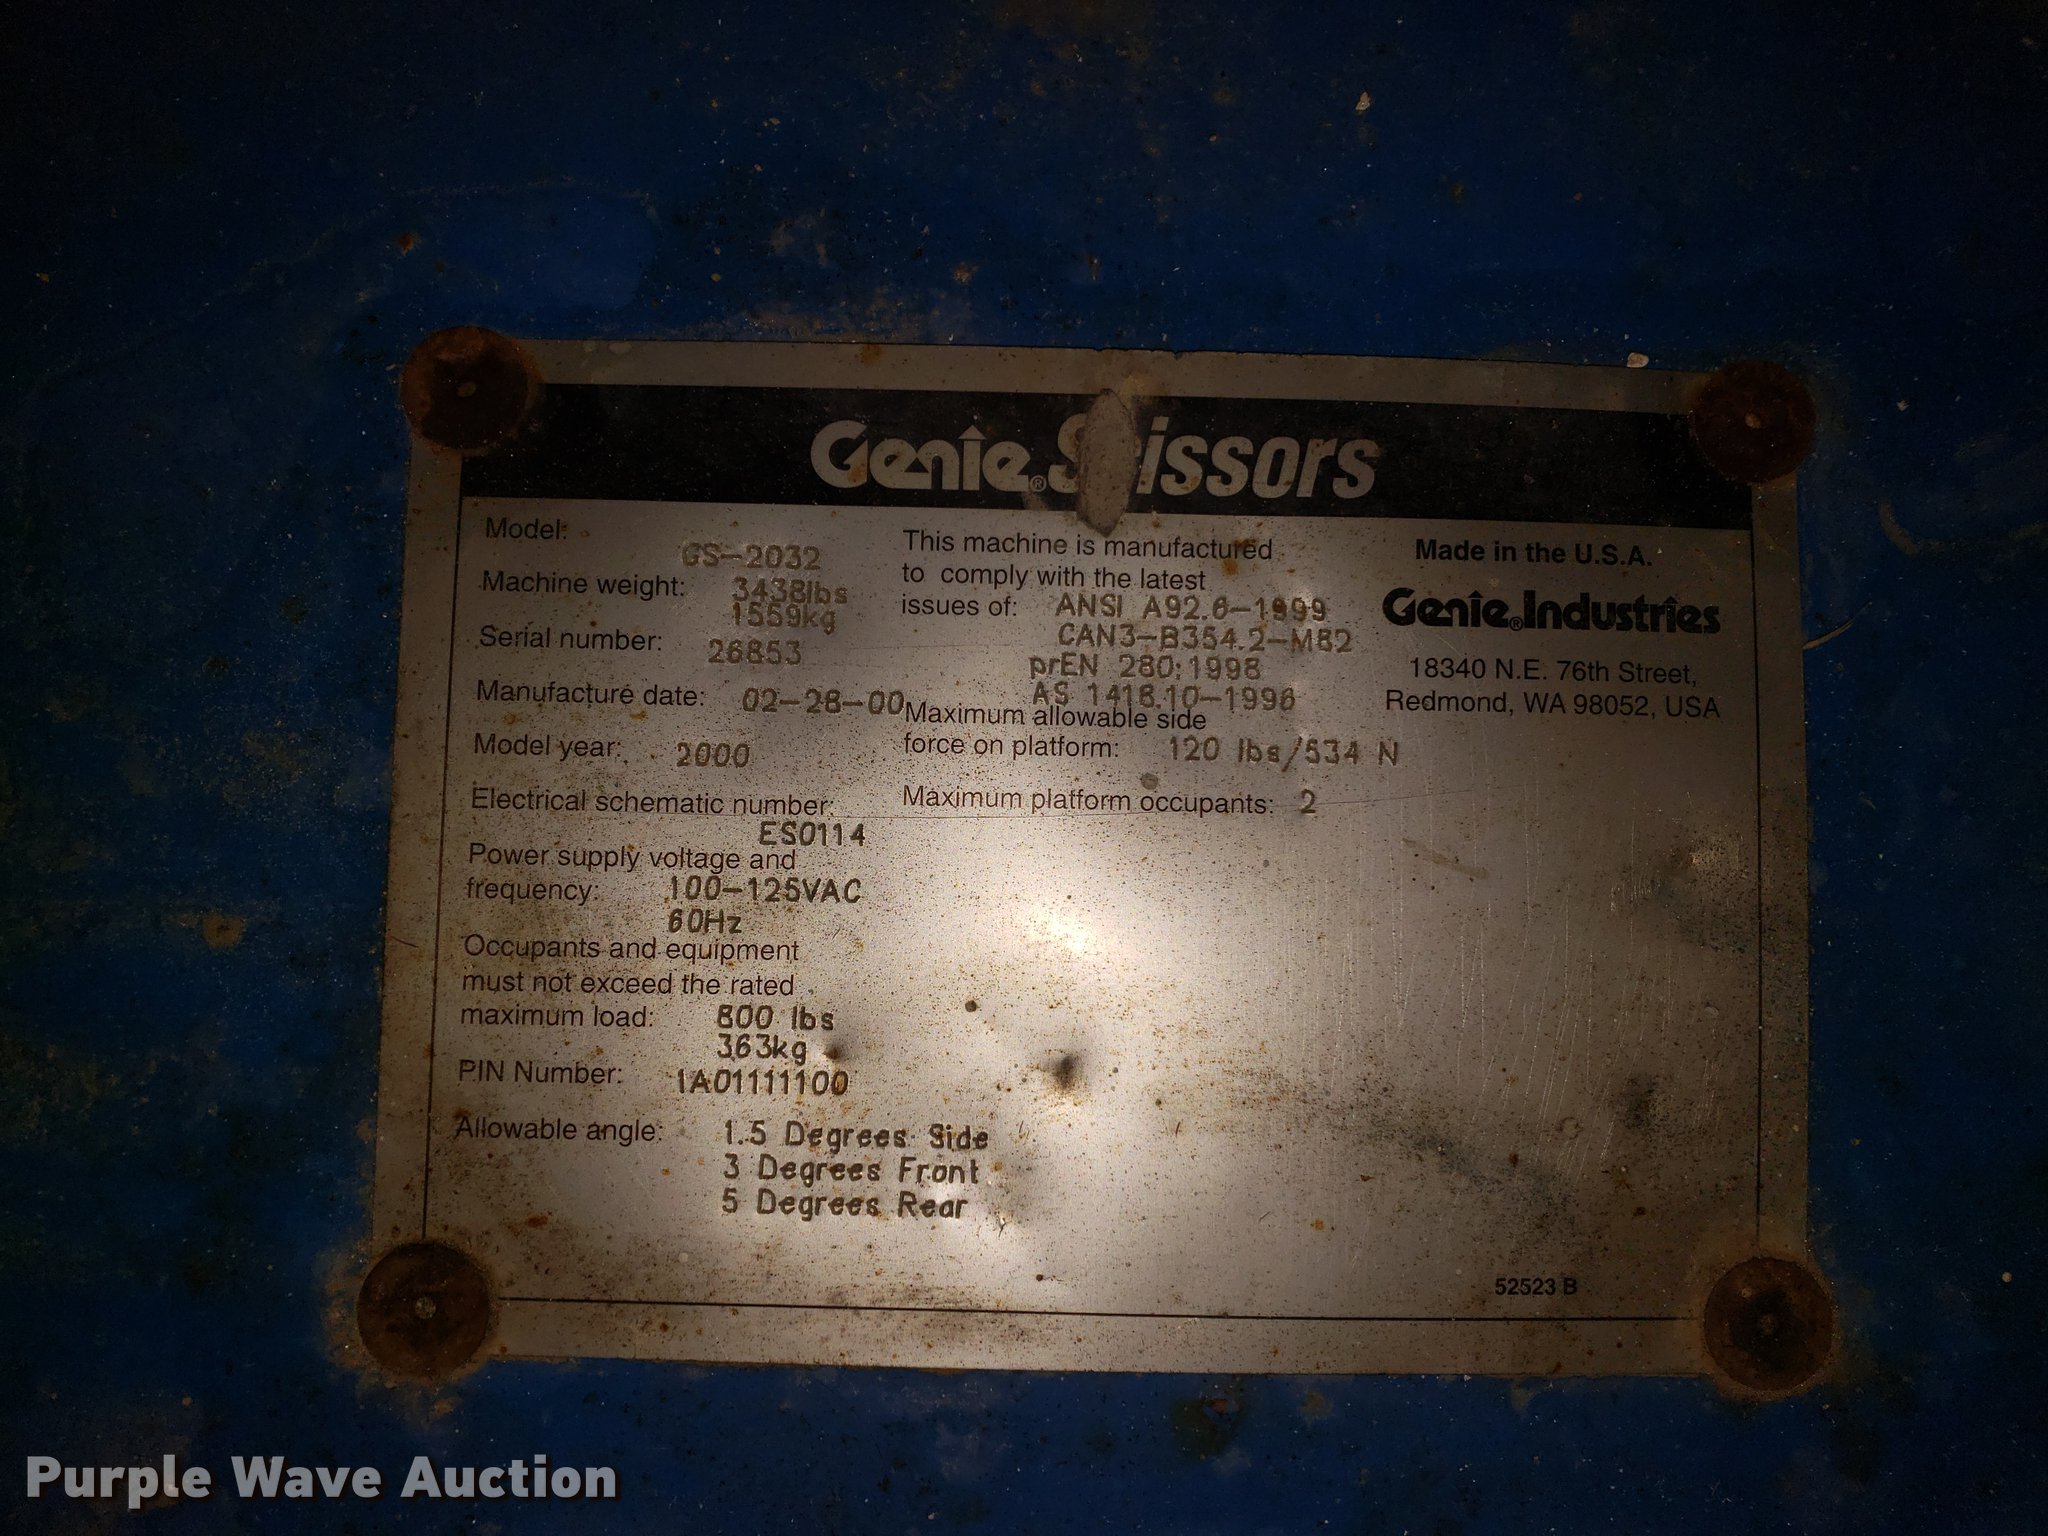 Genie® Scissors
Model: GS-2032
Machine weight: 3438lbs
1559kg
Serial number: 26853
Manufacture date: 02-28-00
Model year: 2000
Electrical schematic number:
ES0114
Power supply voltage and
frequency: 100-125VAC
60Hz
Occupants and equipment
must not exceed the rated
maximum load: 800 lbs
363kg
PIN Number: 1A01111100
Allowable angle: 1.5 Degrees Side
3 Degrees Front
5 Degrees Rear
This machine is manufactured
to comply with the latest
issues of: ANSI A92.6-1999
CAN3-B354.2-M82
prEN 280:1998
AS 1418.10-1996
Maximum allowable side
force on platform: 120 lbs/534 N
Maximum platform occupants: 2
Made in the U.S.A.
Genie® Industries
18340 N.E. 76th Street,
Redmond, WA 98052, USA
52523 B
Purple Wave Auction